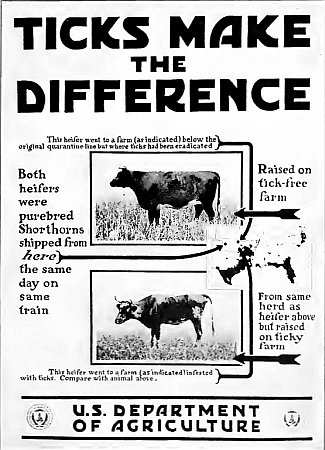 TICKS MAKE
THE
DIFFERENCE
This heifer went to a farm (as indicated) below the
original quarantine line but where ticks had been eradicated
Both
heifers
were
purebred
Shorthorns
shipped from
here
the same
day on
same
train
Raised on
tick-free
farm
From same
herd as
heifer above
but raised
on ticky
farm
This heifer went to a farm (as indicated) infested
with ticks. Compare with animal above.
U.S. DEPARTMENT
OF AGRICULTURE